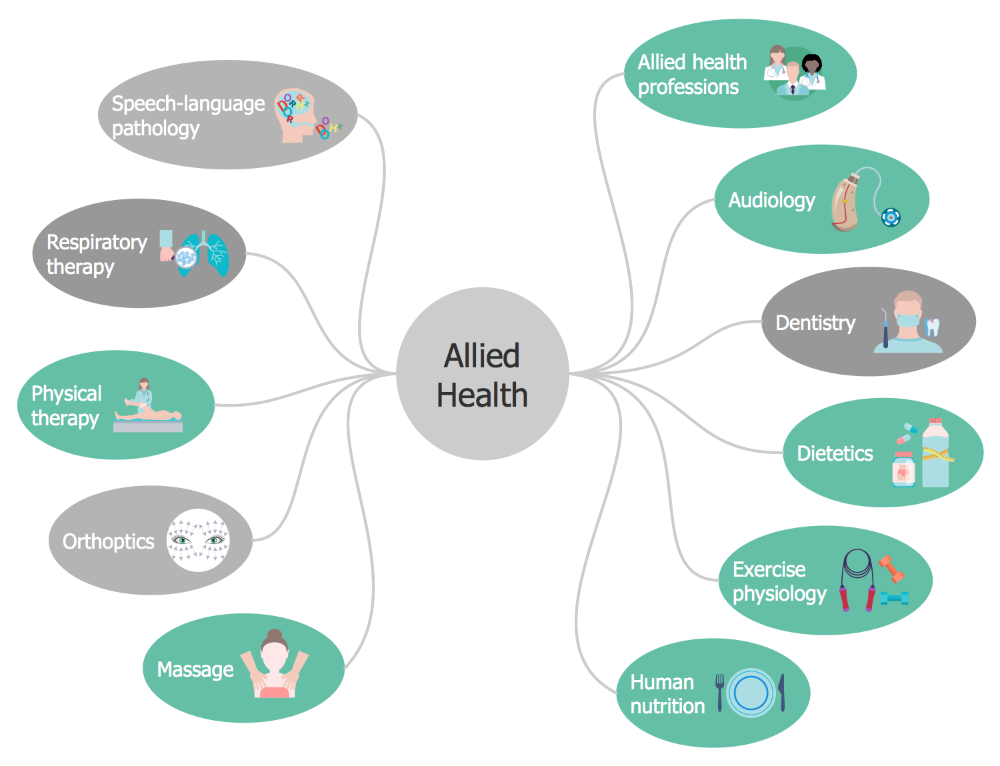 Allied
Health
Allied health
professions
Audiology
Dentistry
Dietetics
Exercise
physiology
Human
nutrition
Massage
Orthoptics
Physical
therapy
Respiratory
therapy
Speech-language
pathology